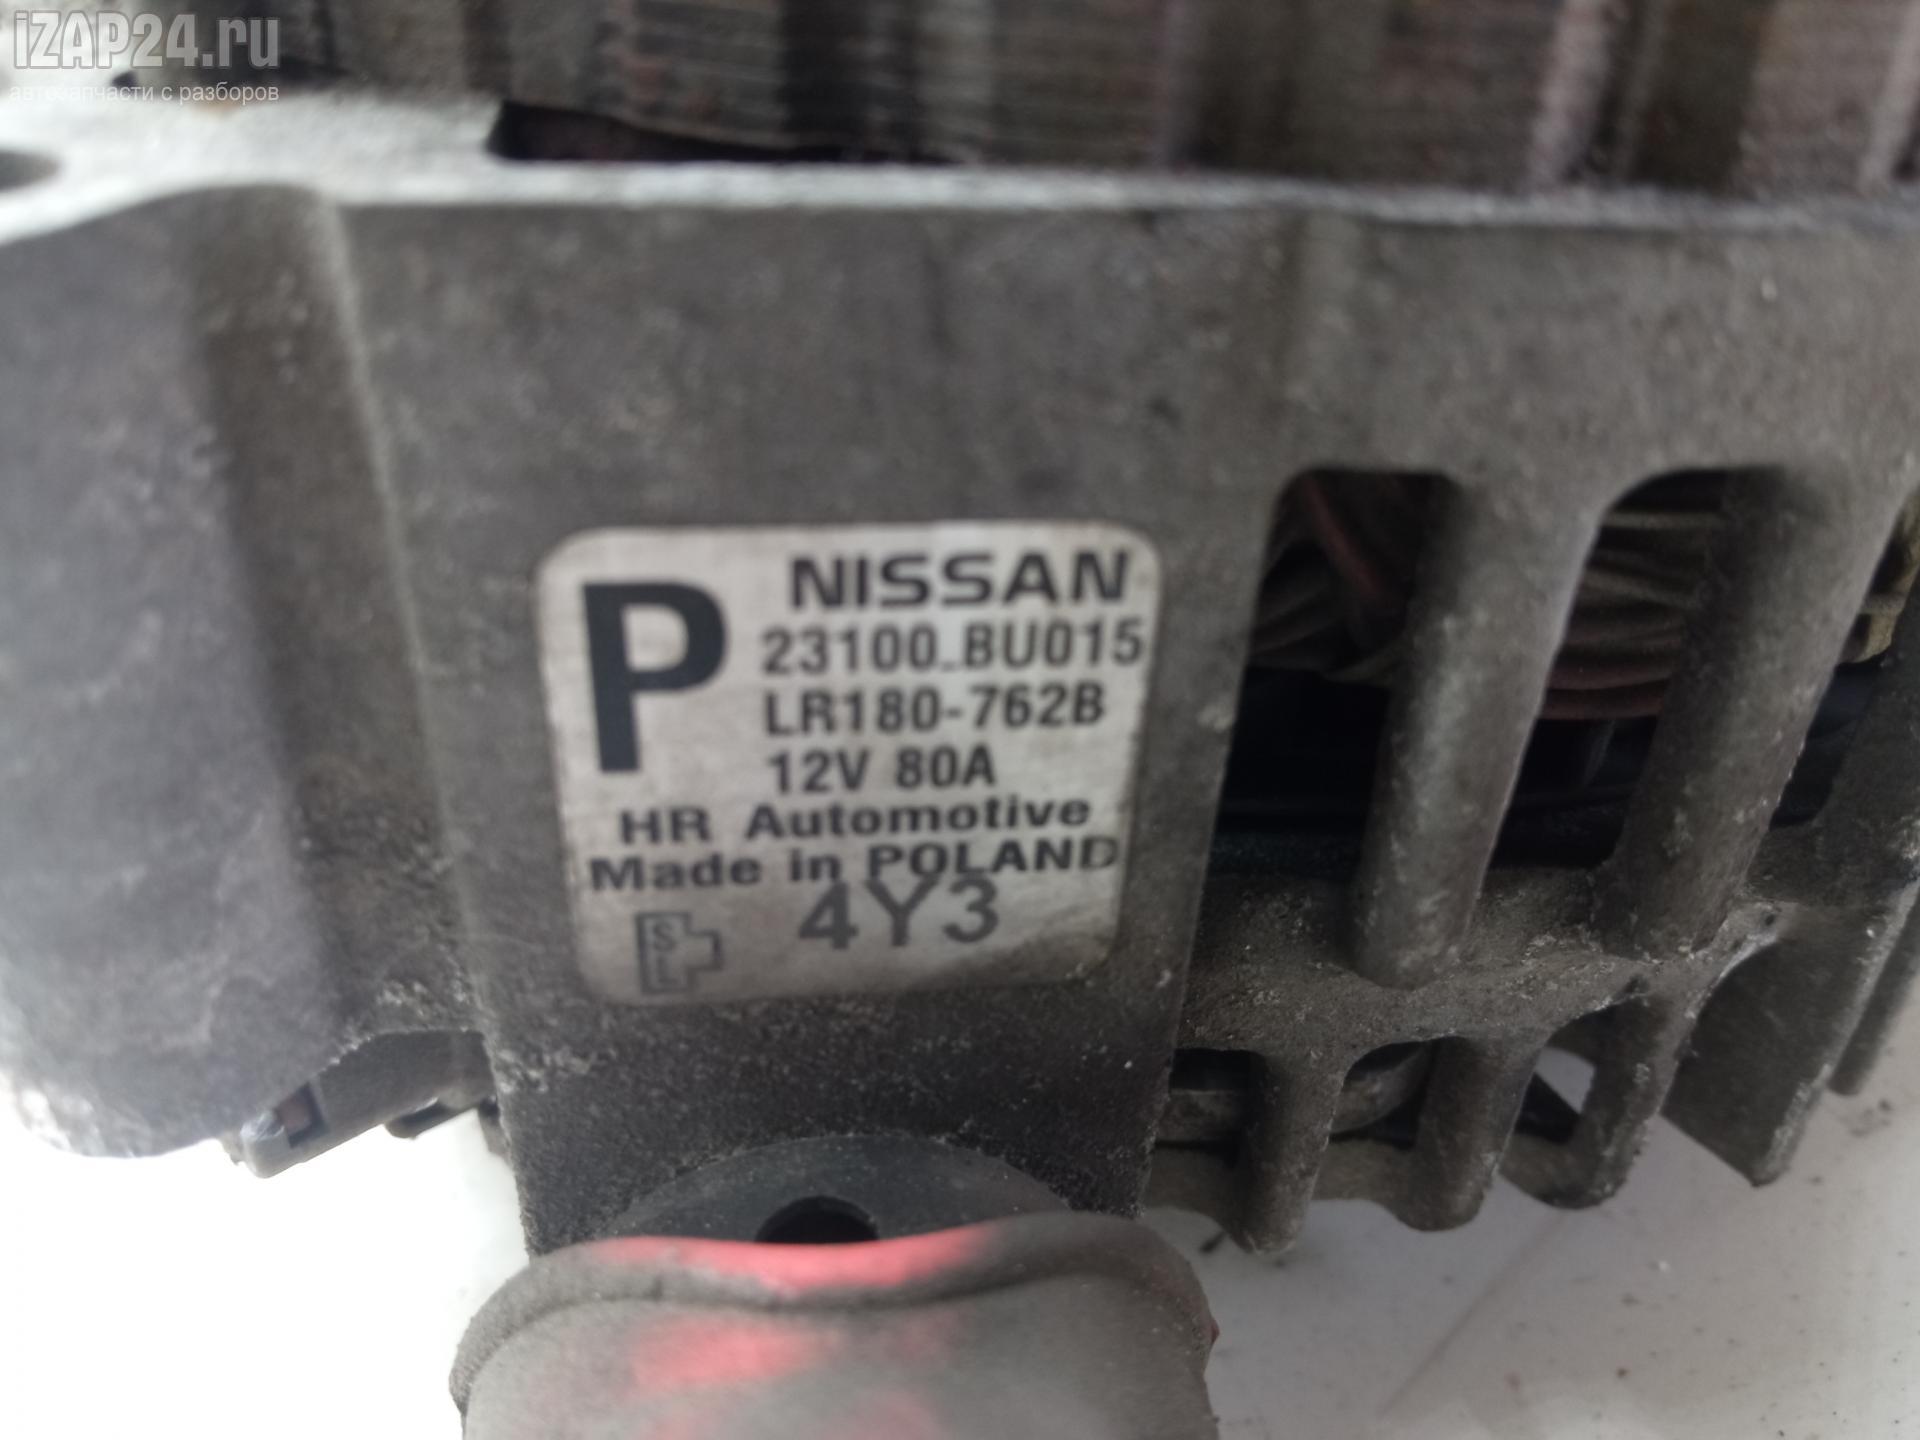 iZAP24.ru
автозапчасти с разборов
P
NISSAN
23100-BU015
LR180-762B
12V 80A
HR Automotive
Made in POLAND
4Y3
S
L